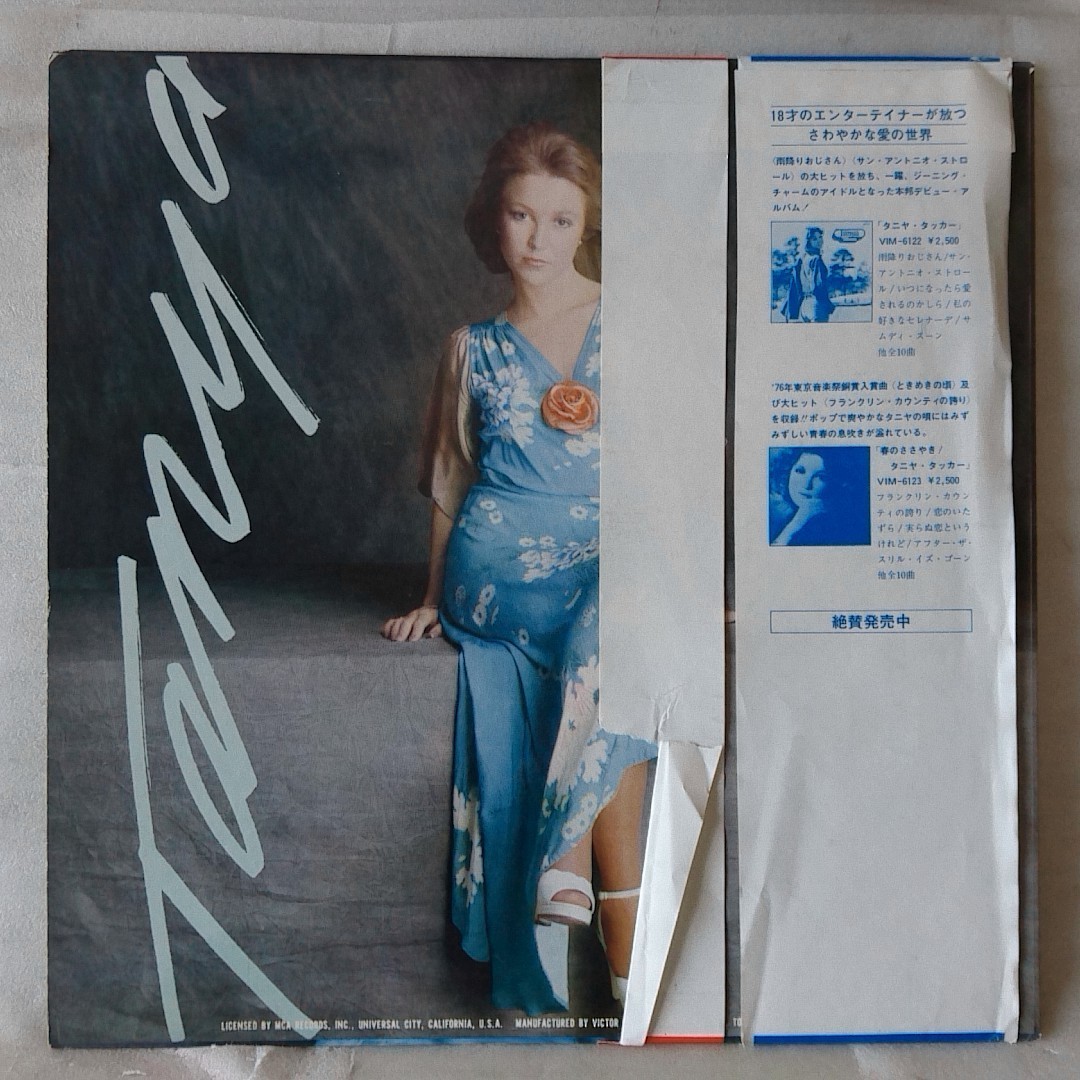 Tanya
18才のエンターテイナーが放つ
さわやかな愛の世界
〈雨降りおじさん〉〈サン・アントニオ・ストロ
ール〉の大ヒットを放ち、一躍、ジーニング・
チャームのアイドルとなった本邦デビュー・ア
ルバム!
「タニヤ・タッカー」
VIM-6122 ¥2,500
雨降りおじさん/サン・
アントニオ・ストロー
ル/いつになったら愛
されるのかしら/私の
好きなセレナーデ/サ
ムディ・スーン
他全10曲
'76年東京音楽祭銅賞入賞曲〈ときめきの頃〉及
び大ヒット〈フランクリン・カウンティの誇り〉
を収録!!ポップで爽やかなタニヤの唄にはみず
みずしい青春の息吹きが溢れている。
「春のささやき/
タニヤ・タッカー」
VIM-6123 ¥2,500
フランクリン・カウン
ティの誇り/恋のいた
ずら/実らぬ恋という
けれど/アフター・ザ・
スリル・イズ・ゴーン
他全10曲
絶賛発売中
LICENSED BY MCA RECORDS, INC., UNIVERSAL CITY, CALIFORNIA, U.S.A. MANUFACTURED BY VICTOR TO